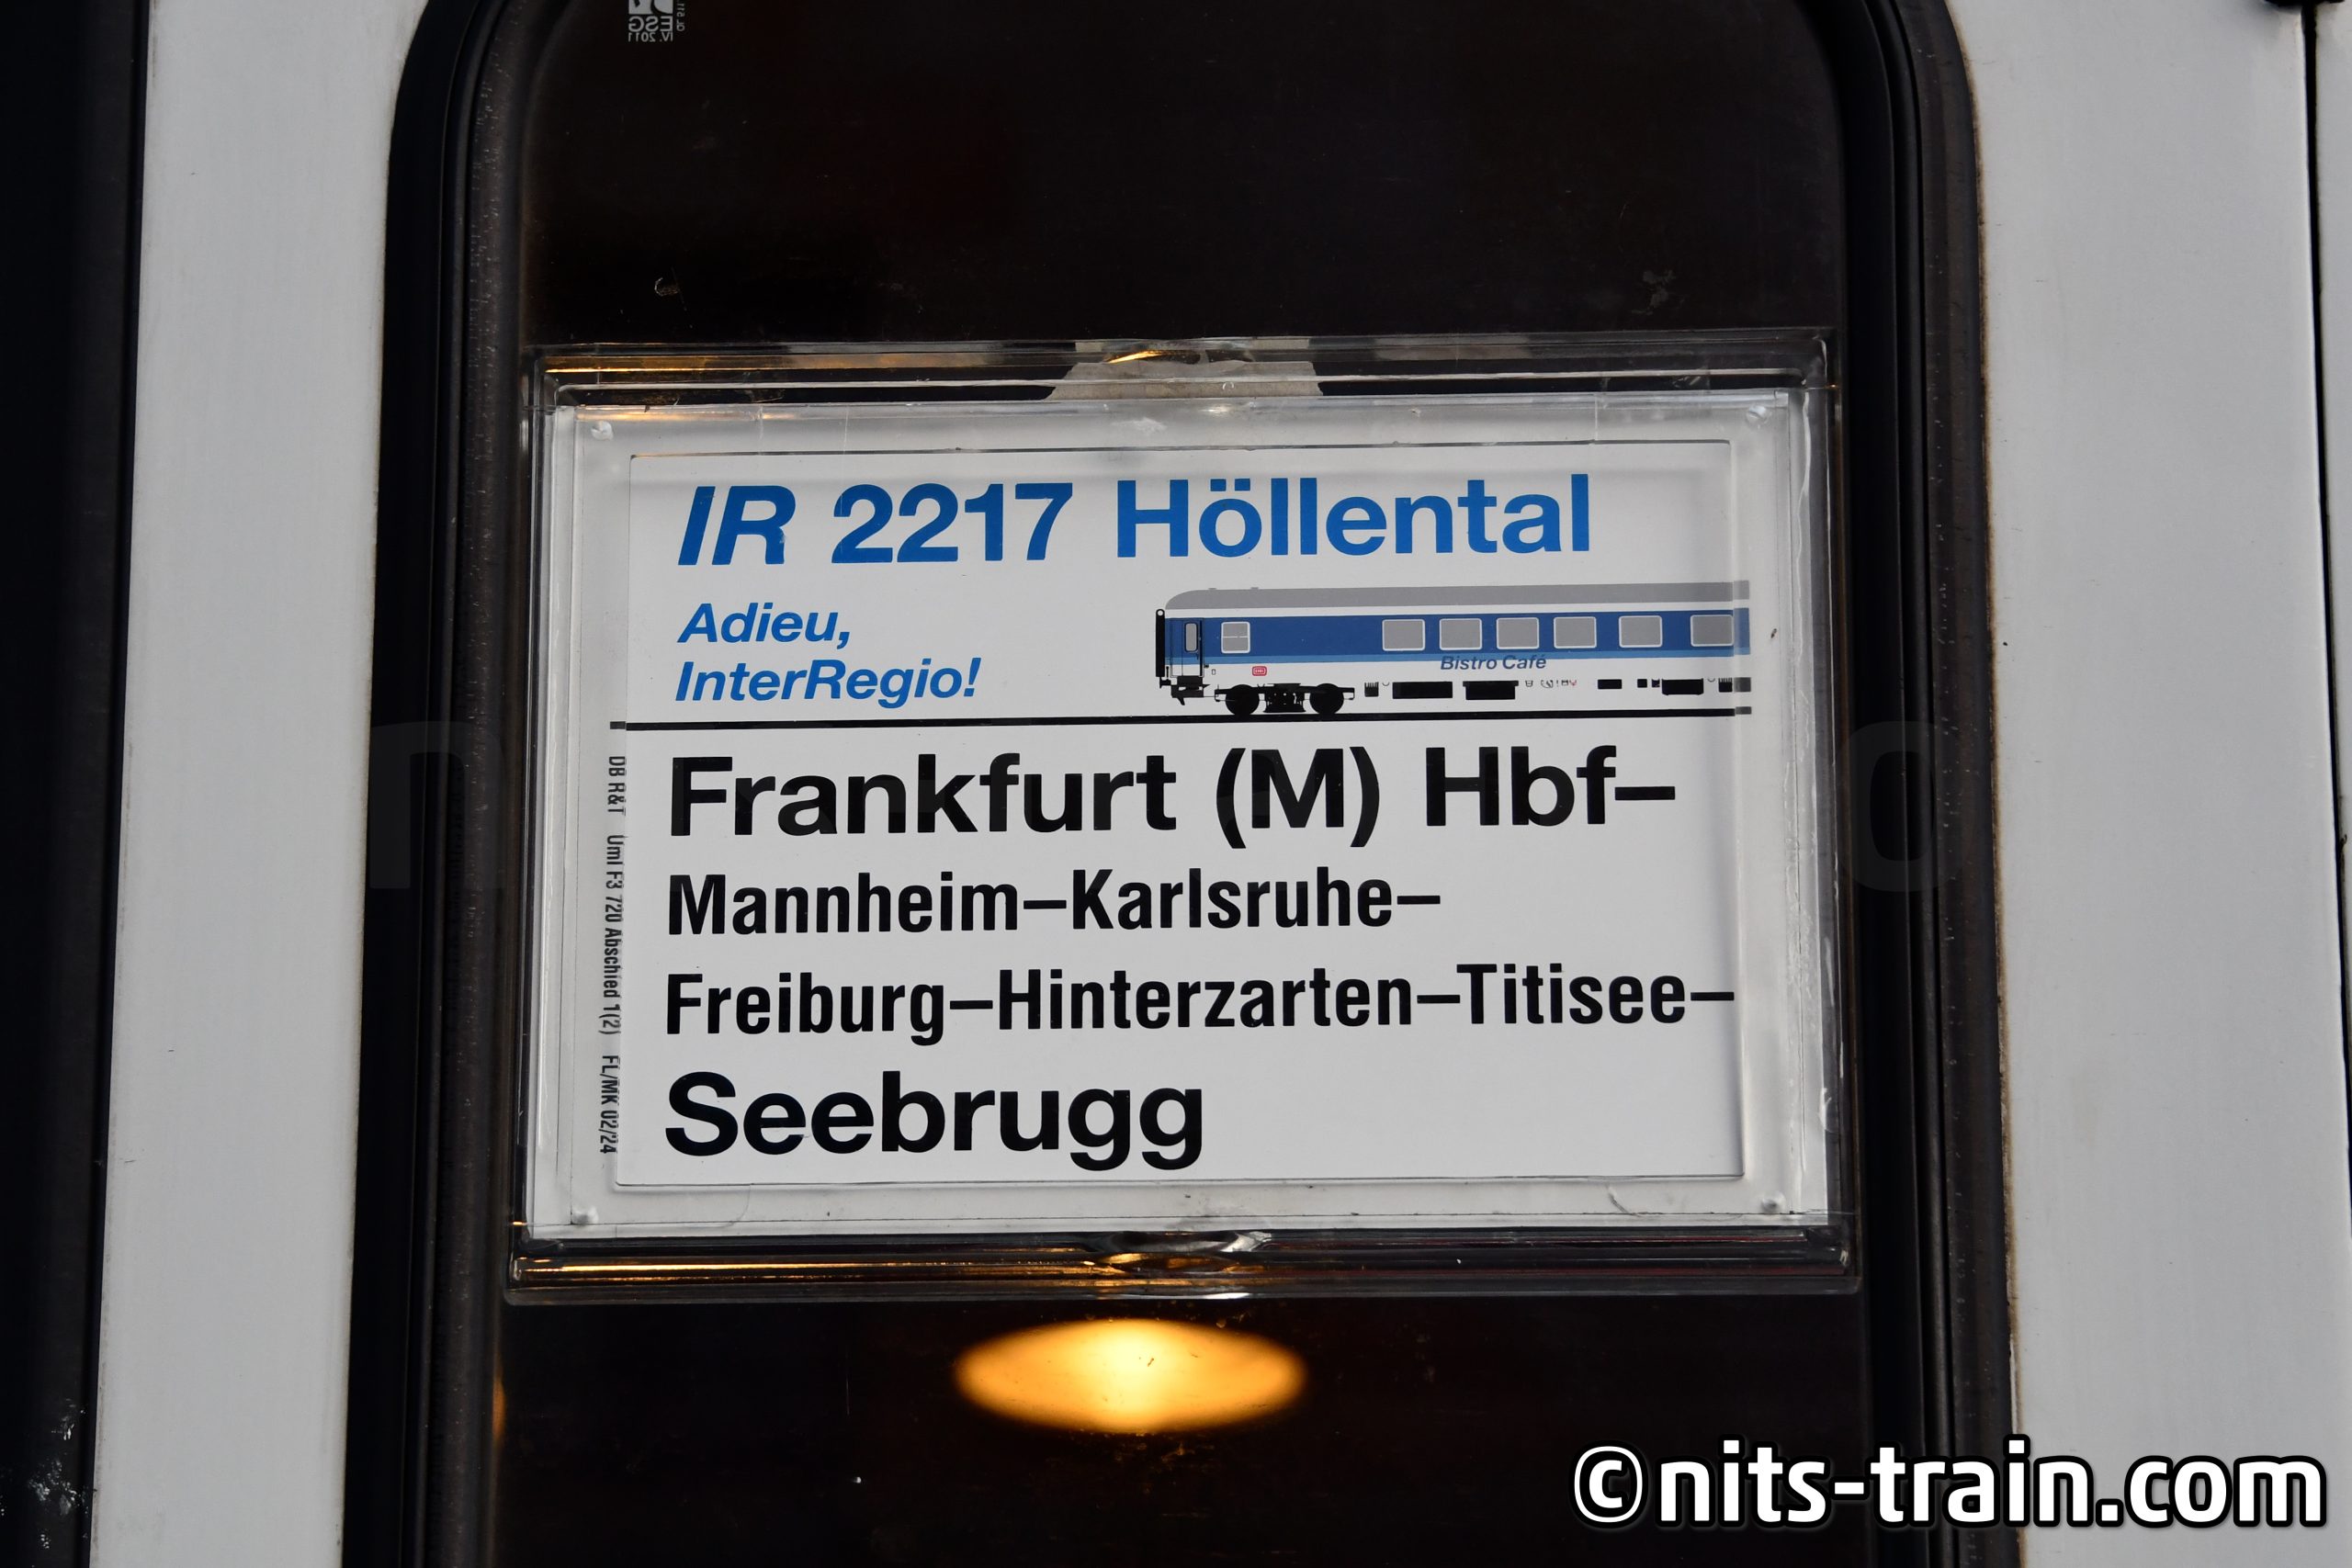 IR 2217 Höllental
Adieu,
InterRegio!
Bistro Café
Frankfurt (M) Hbf–
Mannheim–Karlsruhe–
Freiburg–Hinterzarten–Titisee–
Seebrugg
DB R&T Uml F3 720 Abschied 1(2) FL/MK 02/24
©nits-train.com